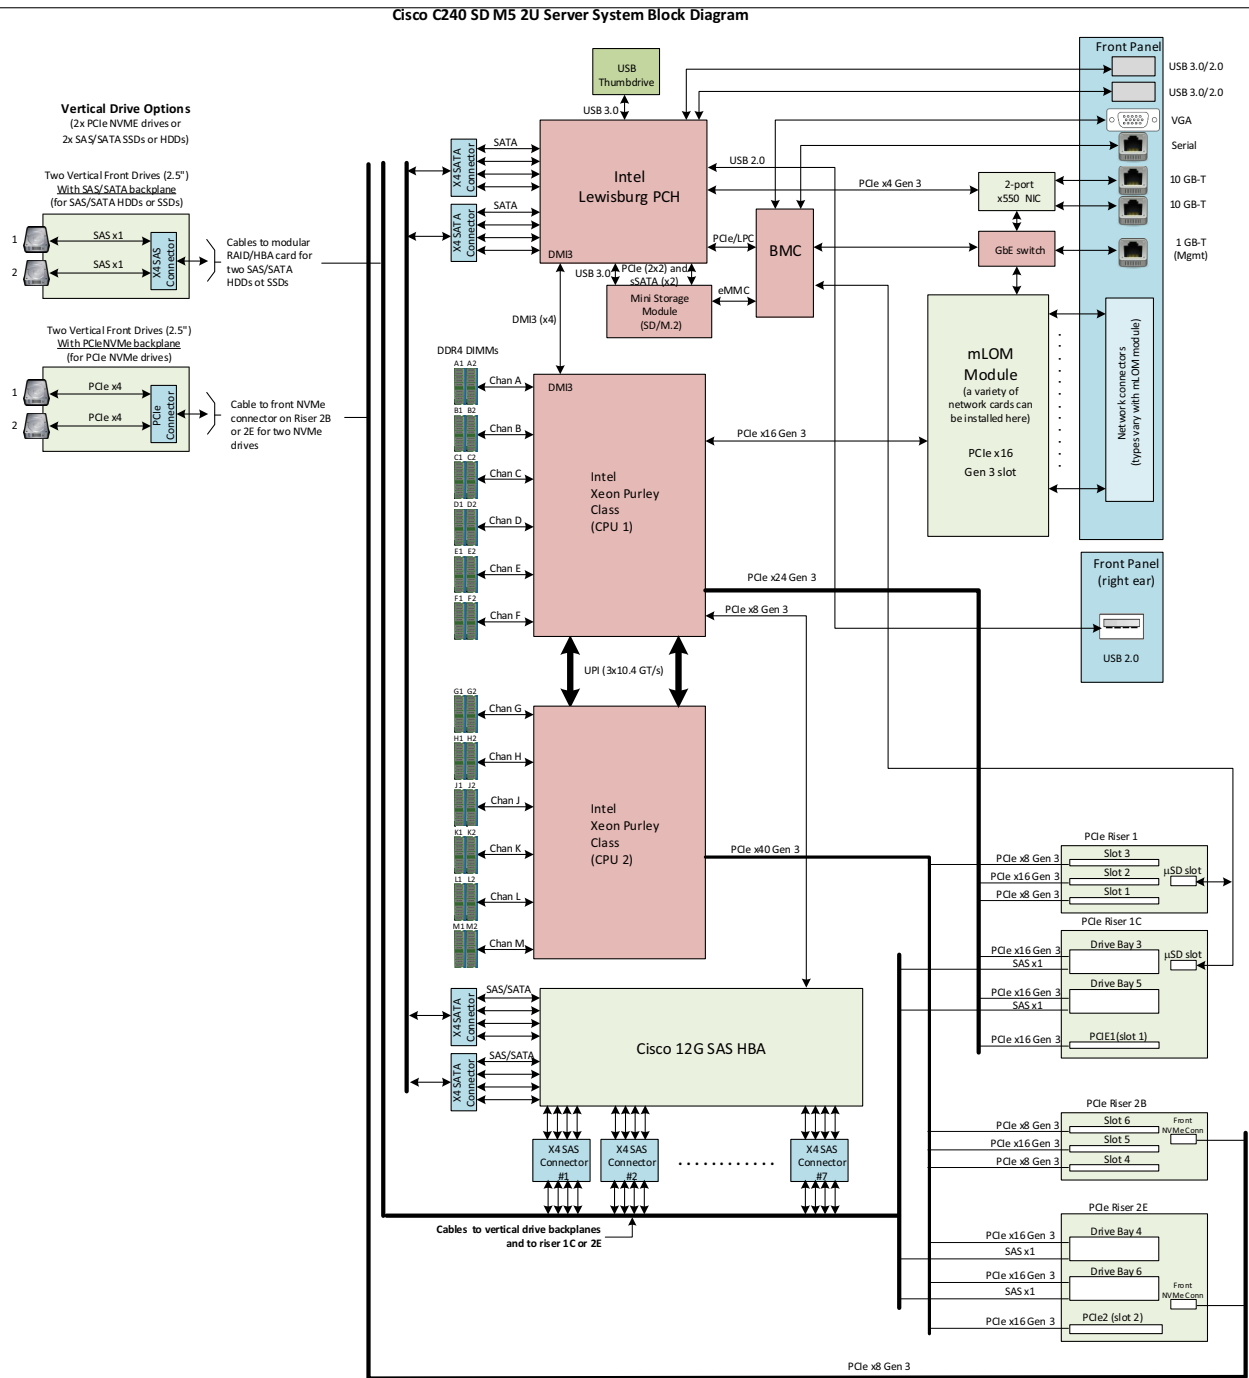 Cisco C240 SD M5 2U Server System Block Diagram
Vertical Drive Options
(2x PCIe NVME drives or
2x SAS/SATA SSDs or HDDs)
Two Vertical Front Drives (2.5")
With SAS/SATA backplane
(for SAS/SATA HDDs or SSDs)
1
SAS x1
2
SAS x1
X4 SAS
Connector
Cables to modular
RAID/HBA card for
two SAS/SATA
HDDs ot SSDs
Two Vertical Front Drives (2.5")
With PCIeNVMe backplane
(for PCIe NVMe drives)
1
PCIe x4
2
PCIe x4
PCIe
Connector
Cable to front NVMe
connector on Riser 2B
or 2E for two NVMe
drives
USB
Thumbdrive
USB 3.0
X4 SATA
Connector
SATA
X4 SATA
Connector
SATA
Intel
Lewisburg PCH
DMI3
USB 2.0
PCIe x4 Gen 3
PCIe/LPC
BMC
2-port
x550 NIC
GbE switch
USB 3.0
PCIe (2x2) and
sSATA (x2)
Mini Storage
Module
(SD/M.2)
eMMC
DMI3 (x4)
Front Panel
USB 3.0/2.0
USB 3.0/2.0
VGA
Serial
10 GB-T
10 GB-T
1 GB-T
(Mgmt)
mLOM
Module
(a variety of
network cards can
be installed here)
PCIe x16
Gen 3 slot
Network connectors
(types vary with mLOM module)
Front Panel
(right ear)
USB 2.0
DDR4 DIMMs
A1 A2
Chan A
B1 B2
Chan B
C1 C2
Chan C
D1 D2
Chan D
E1 E2
Chan E
F1 F2
Chan F
DMI3
Intel
Xeon Purley
Class
(CPU 1)
PCIe x16 Gen 3
PCIe x24 Gen 3
PCIe x8 Gen 3
UPI (3x10.4 GT/s)
G1 G2
Chan G
H1 H2
Chan H
J1 J2
Chan J
K1 K2
Chan K
L1 L2
Chan L
M1 M2
Chan M
Intel
Xeon Purley
Class
(CPU 2)
PCIe x40 Gen 3
PCIe Riser 1
PCIe x8 Gen 3
Slot 3
PCIe x16 Gen 3
Slot 2
PCIe x8 Gen 3
Slot 1
µSD slot
PCIe Riser 1C
PCIe x16 Gen 3
Drive Bay 3
SAS x1
µSD slot
Drive Bay 5
PCIe x16 Gen 3
SAS x1
PCIe x16 Gen 3
PCIE1(slot 1)
X4 SATA
Connector
SAS/SATA
X4 SATA
Connector
SAS/SATA
Cisco 12G SAS HBA
X4 SAS
Connector
#1
X4 SAS
Connector
#2
X4 SAS
Connector
#7
Cables to vertical drive backplanes
and to riser 1C or 2E
PCIe Riser 2B
PCIe x8 Gen 3
Slot 6
PCIe x16 Gen 3
Slot 5
PCIe x8 Gen 3
Slot 4
Front
NVMe Conn
PCIe Riser 2E
PCIe x16 Gen 3
Drive Bay 4
SAS x1
PCIe x16 Gen 3
Drive Bay 6
SAS x1
Front
NVMe Conn
PCIe x16 Gen 3
PCIe2 (slot 2)
PCIe x8 Gen 3